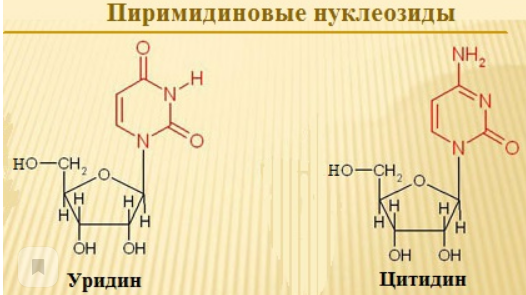 Пиримидиновые нуклеозиды
O
NH₂
N H
N
N O
N O
HO CH₂ O
HO CH₂ O
H H H H
H H H H
OH OH
OH OH
Уридин
Цитидин